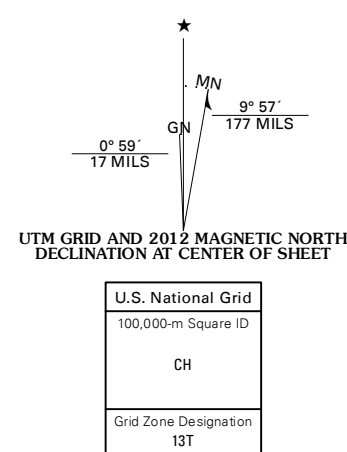 ★
MN
9° 57´
177 MILS
GN
0° 59´
17 MILS
UTM GRID AND 2012 MAGNETIC NORTH
DECLINATION AT CENTER OF SHEET
U.S. National Grid
100,000-m Square ID
CH
Grid Zone Designation
13T